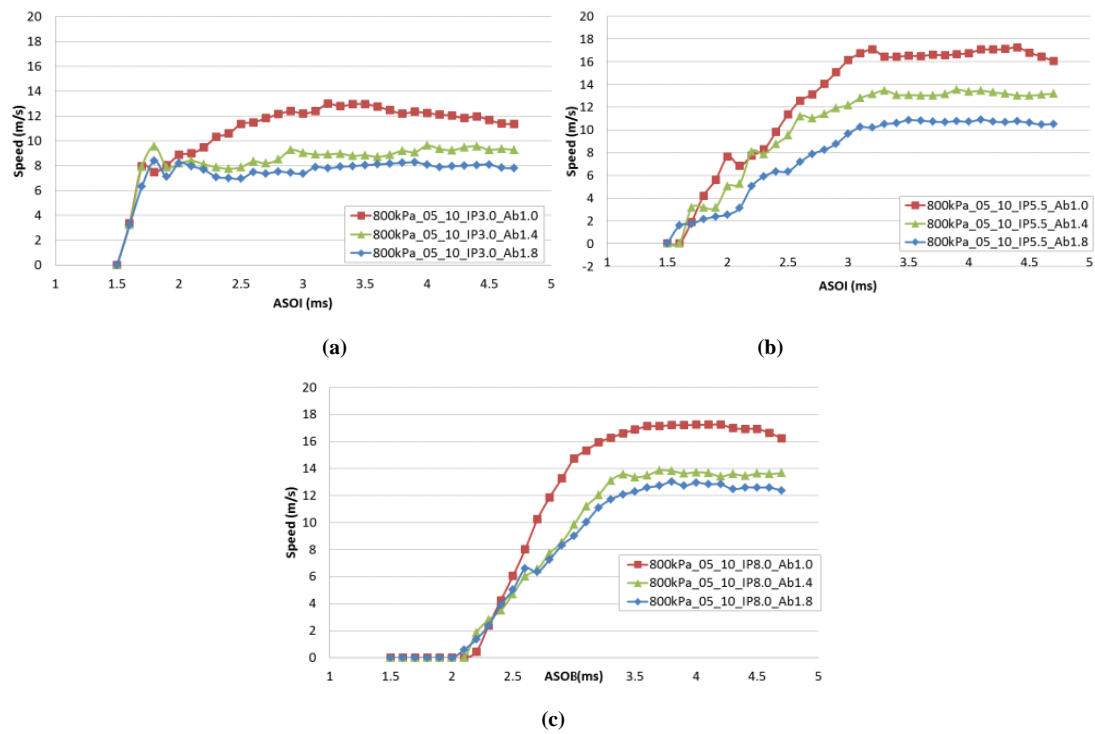 20
18
16
14
12
10
8
6
4
2
0
Speed (m/s)
800kPa_05_10_IP3.0_Ab1.0
800kPa_05_10_IP3.0_Ab1.4
800kPa_05_10_IP3.0_Ab1.8
1 1.5 2 2.5 3 3.5 4 4.5 5
ASOI (ms)
(a)
20
18
16
14
12
10
8
6
4
2
0
-2
Speed (m/s)
800kPa_05_10_IP5.5_Ab1.0
800kPa_05_10_IP5.5_Ab1.4
800kPa_05_10_IP5.5_Ab1.8
1 1.5 2 2.5 3 3.5 4 4.5 5
ASOI (ms)
(b)
20
18
16
14
12
10
8
6
4
2
0
Speed (m/s)
800kPa_05_10_IP8.0_Ab1.0
800kPa_05_10_IP8.0_Ab1.4
800kPa_05_10_IP8.0_Ab1.8
1 1.5 2 2.5 3.5 4 4.5 5
(ms)
(c)